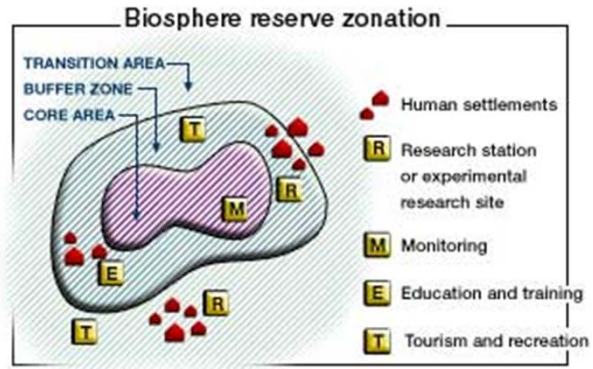 Biosphere reserve zonation
TRANSITION AREA
BUFFER ZONE
CORE AREA
T
R
M
E
R
T
Human settlements
R Research station
or experimental
research site
M Monitoring
E Education and training
T Tourism and recreation